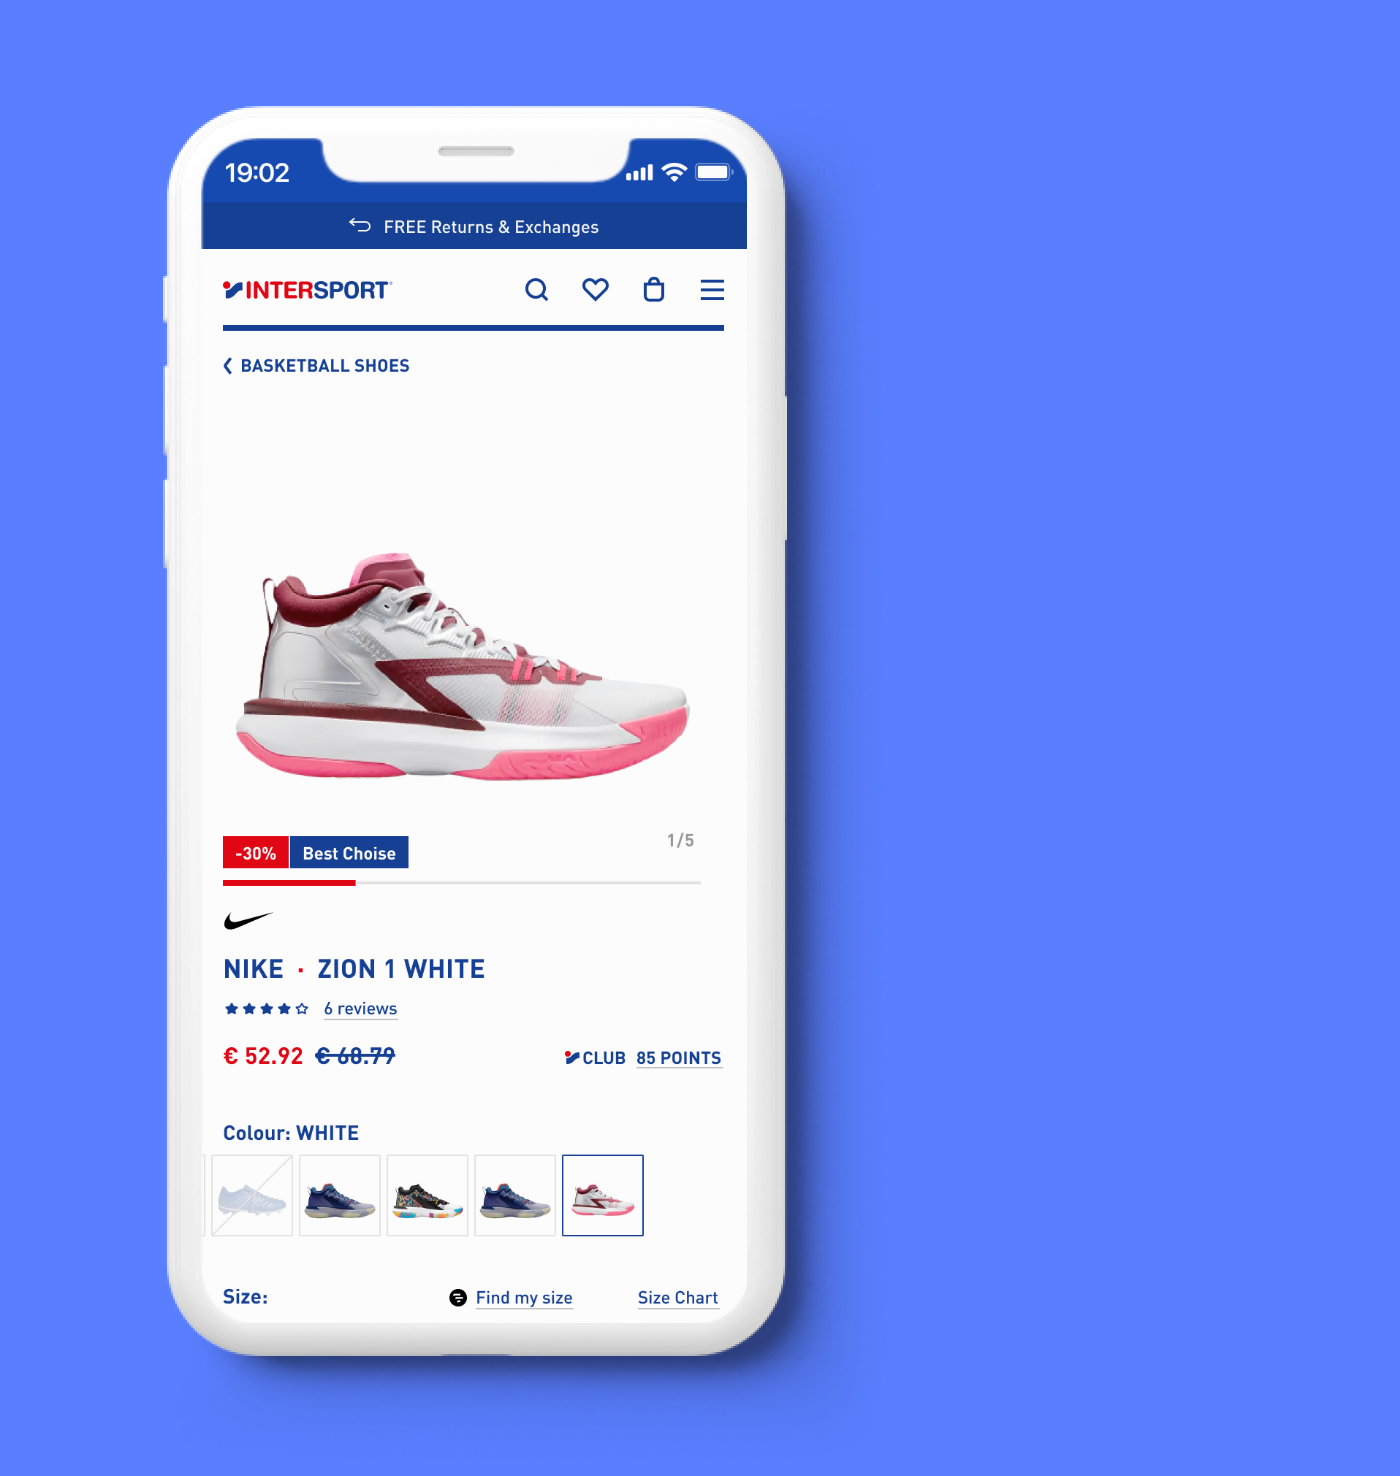 19:02
FREE Returns & Exchanges
INTERSPORT
BASKETBALL SHOES
1/5
-30% Best Choise
NIKE · ZION 1 WHITE
6 reviews
€ 52.92 € 68.79 CLUB 85 POINTS
Colour: WHITE
Size: Find my size Size Chart